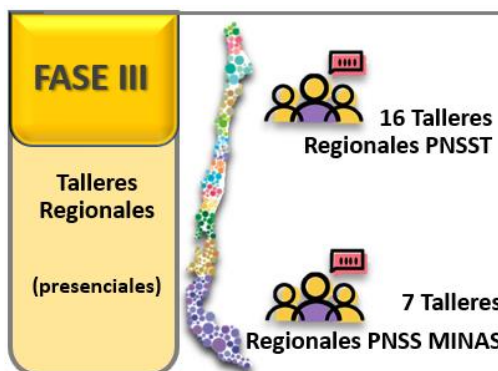 FASE III
Talleres
Regionales
(presenciales)
16 Talleres
Regionales PNSST
7 Talleres
Regionales PNSS MINAS